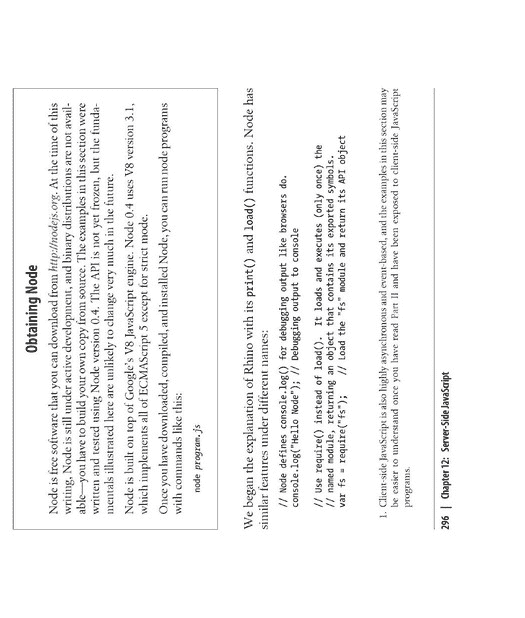 Obtaining Node
Node is free software that you can download from http://nodejs.org. At the time of this
writing, Node is still under active development, and binary distributions are not avail-
able—you have to build your own copy from source. The examples in this section were
written and tested using Node version 0.4. The API is not yet frozen, but the funda-
mentals illustrated here are unlikely to change very much in the future.
Node is built on top of Google's V8 JavaScript engine. Node 0.4 uses V8 version 3.1,
which implements all of ECMAScript 5 except for strict mode.
Once you have downloaded, compiled, and installed Node, you can run node programs
with commands like this:
node program.js
We began the explanation of Rhino with its print() and load() functions. Node has
similar features under different names:
// Node defines console.log() for debugging output like browsers do.
console.log("Hello Node"); // Debugging output to console
// Use require() instead of load(). It loads and executes (only once) the
// named module, returning an object that contains its exported symbols.
var fs = require("fs"); // Load the "fs" module and return its API object
1. Client-side JavaScript is also highly asynchronous and event-based, and the examples in this section may
be easier to understand once you have read Part II and have been exposed to client-side JavaScript
programs.
296 | Chapter 12: Server-Side JavaScript